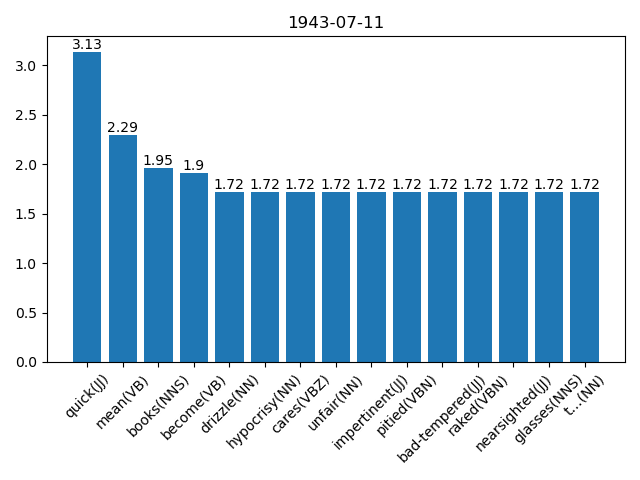 1943-07-11
3.13
2.29
1.95
1.9
1.72 1.72 1.72 1.72 1.72 1.72 1.72 1.72 1.72 1.72 1.72
3.0
2.5
2.0
1.5
1.0
0.5
0.0
quick(JJ)
mean(VB)
books(NNS)
become(VB)
drizzle(NN)
hypocrisy(NN)
cares(VBZ)
unfair(NN)
impertinent(JJ)
pitied(VBN)
bad-tempered(JJ)
raked(VBN)
nearsighted(JJ)
glasses(NNS)
t...(NN)